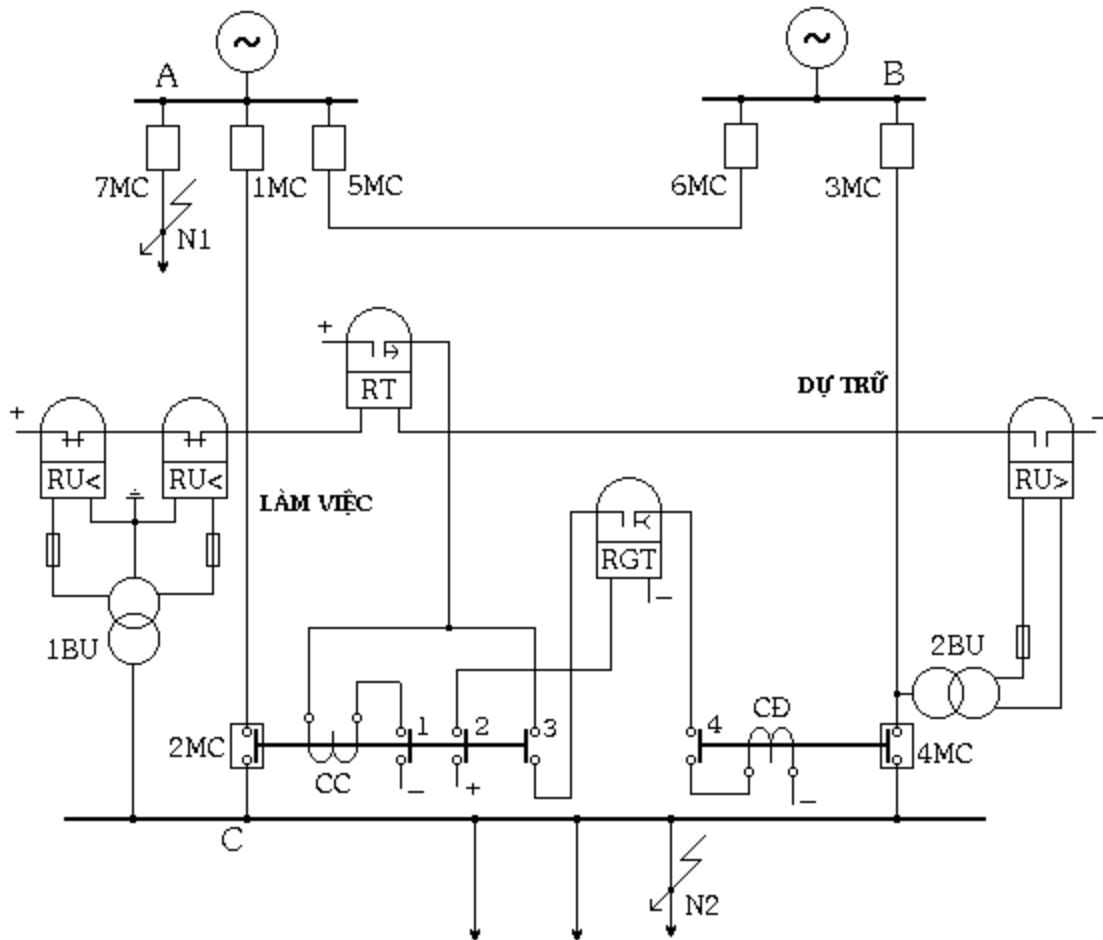 A
B
7MC
1MC
5MC
6MC
3MC
N1
+
RT
DỰ TRỮ
+
RU<
RU<
−
RU>
LÀM VIỆC
RGT
−
1BU
2BU
2MC
CC
1
2
3
−
+
4
CĐ
−
4MC
C
N2